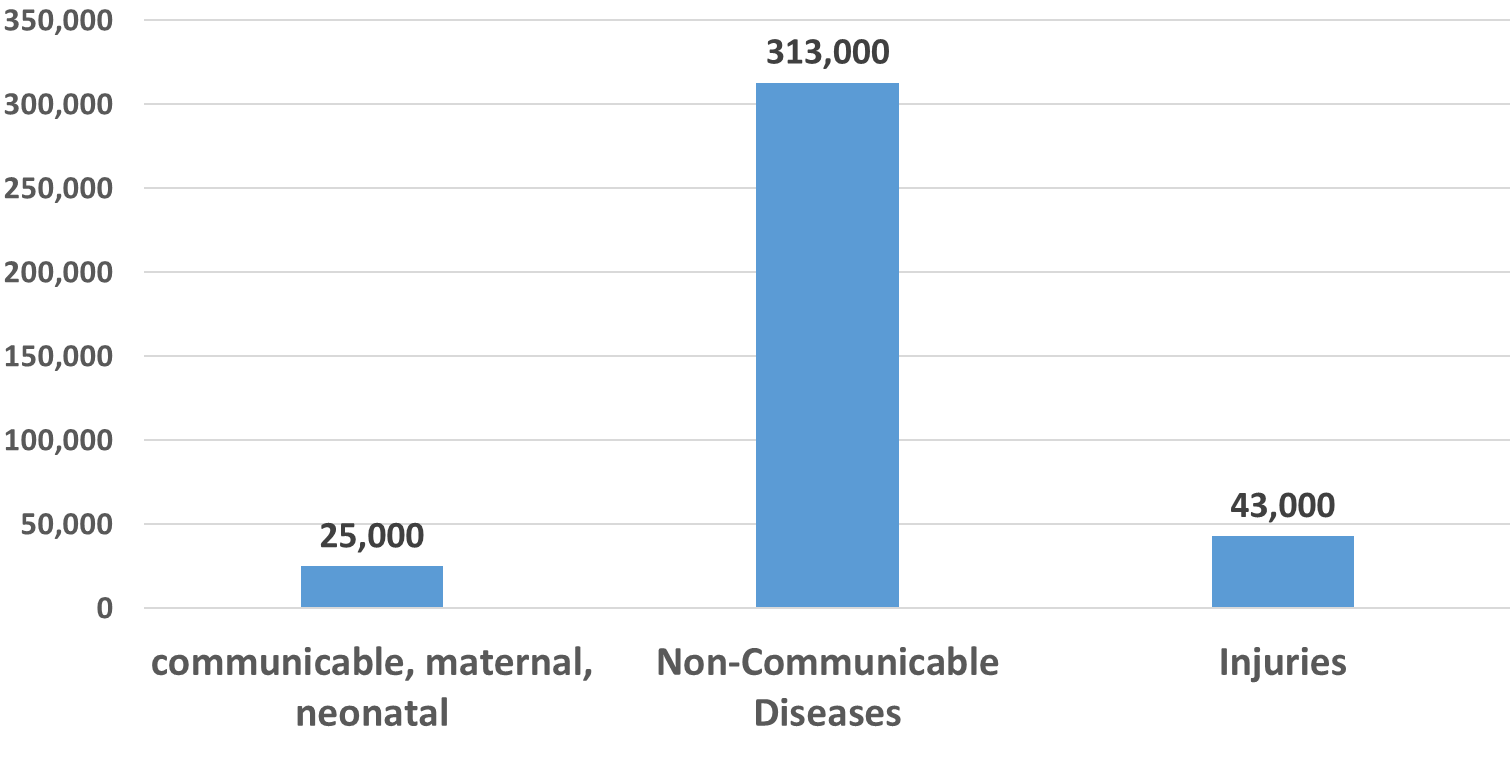 350,000
313,000
300,000
250,000
200,000
150,000
100,000
50,000
25,000
43,000
0
communicable, maternal,
neonatal
Non-Communicable
Diseases
Injuries